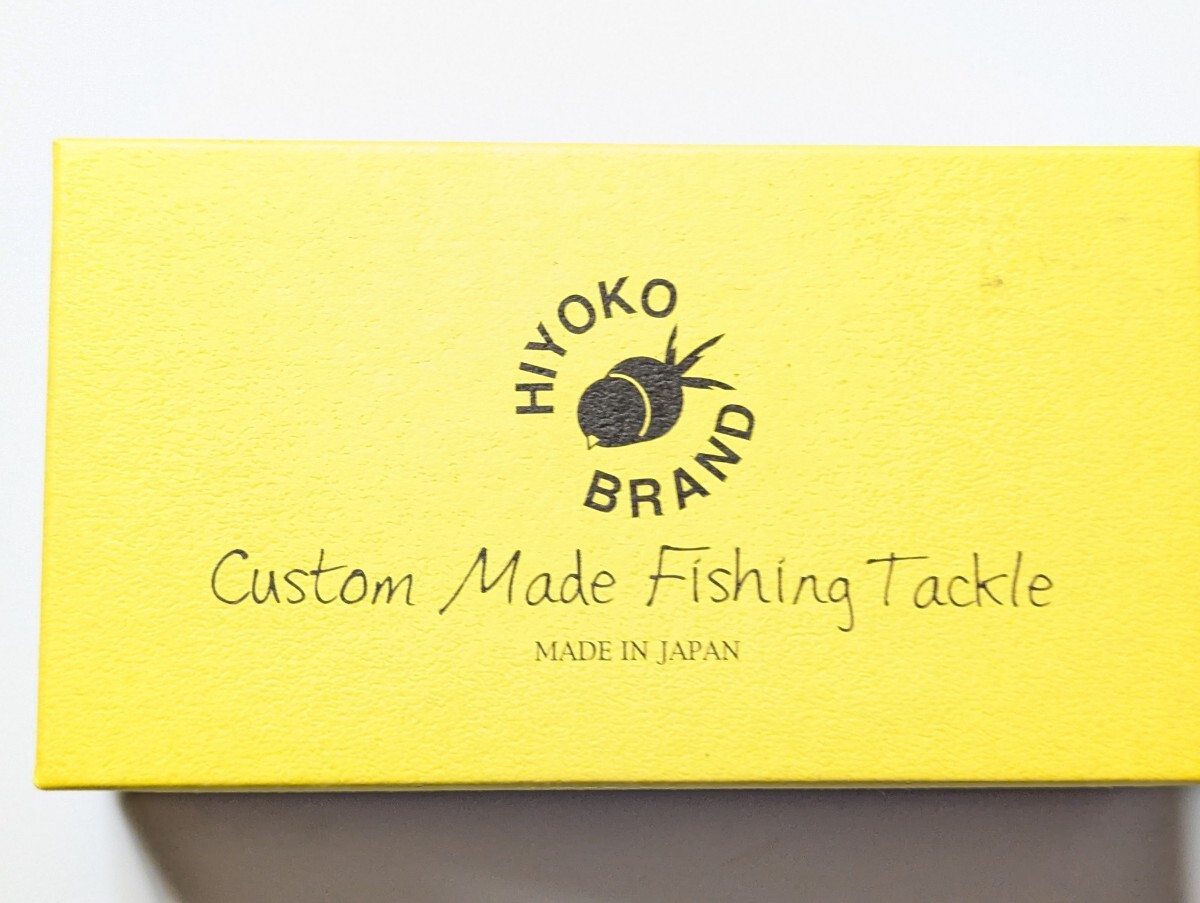 HIYOKO
BRAND
Custom Made Fishing Tackle
MADE IN JAPAN